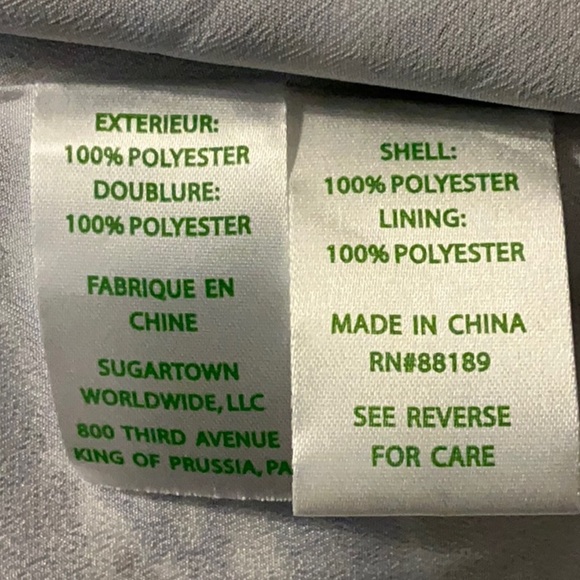 EXTERIEUR:
100% POLYESTER
DOUBLURE:
100% POLYESTER
FABRIQUE EN
CHINE
SUGARTOWN
WORLDWIDE, LLC
800 THIRD AVENUE
KING OF PRUSSIA, PA
SHELL:
100% POLYESTER
LINING:
100% POLYESTER
MADE IN CHINA
RN#88189
SEE REVERSE
FOR CARE